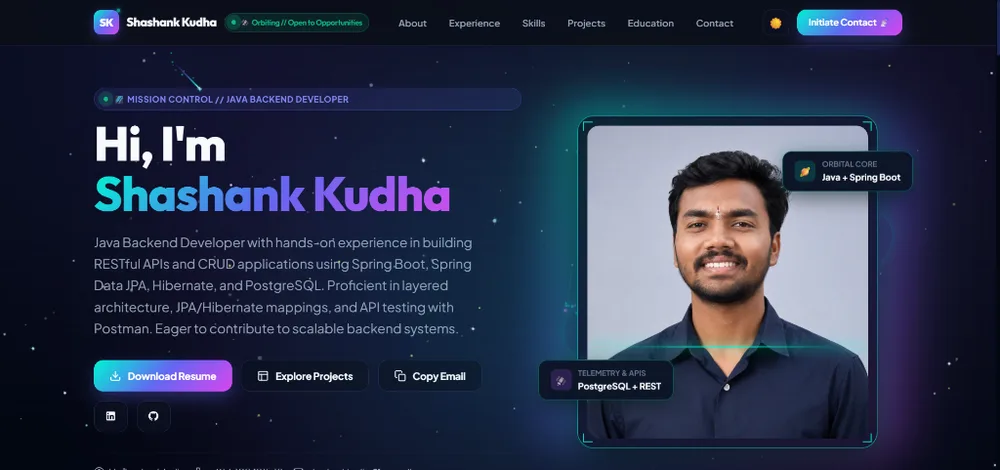 SK Shashank Kudha Orbiting // Open to Opportunities About Experience Skills Projects Education Contact Initiate Contact
MISSION CONTROL // JAVA BACKEND DEVELOPER
Hi, I'm
Shashank Kudha
Java Backend Developer with hands-on experience in building
RESTful APIs and CRUD applications using Spring Boot, Spring
Data JPA, Hibernate, and PostgreSQL. Proficient in layered
architecture, JPA/Hibernate mappings, and API testing with
Postman. Eager to contribute to scalable backend systems.
Download Resume Explore Projects Copy Email
ORBITAL CORE
Java + Spring Boot
TELEMETRY & APIS
PostgreSQL + REST